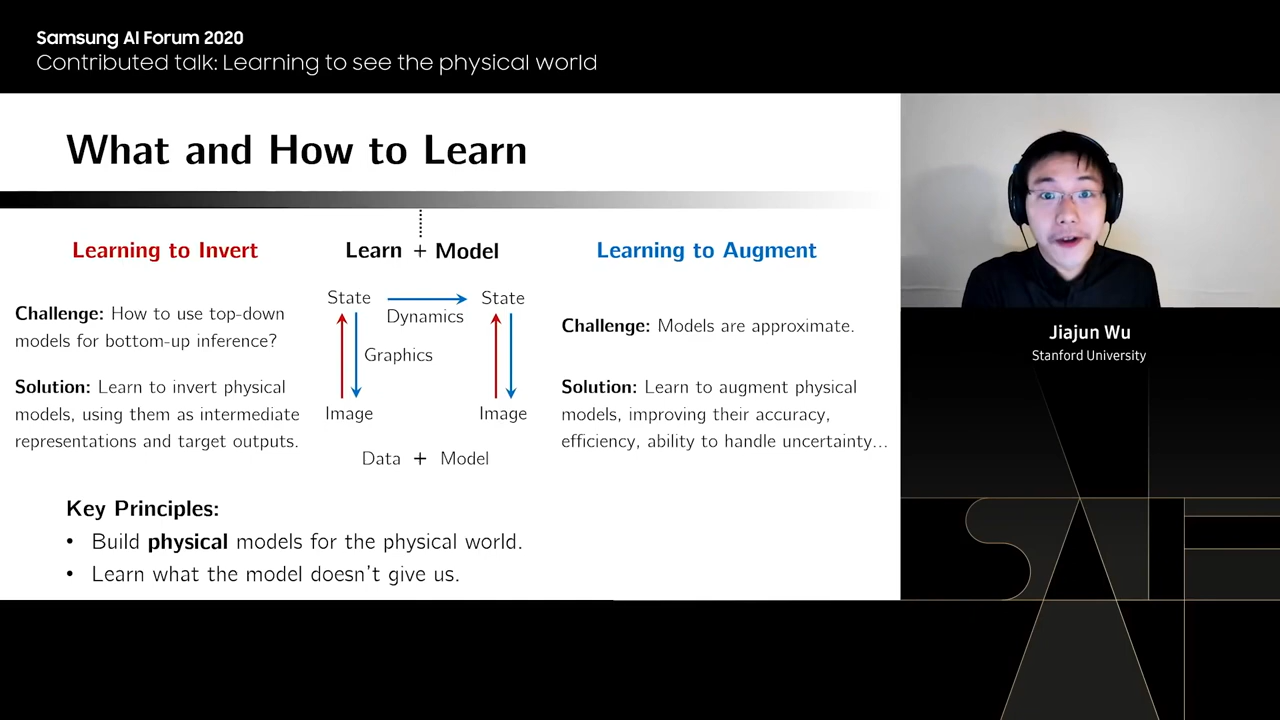 Samsung AI Forum 2020
Contributed talk: Learning to see the physical world
What and How to Learn
Learning to Invert
Challenge: How to use top-down
models for bottom-up inference?
Solution: Learn to invert physical
models, using them as intermediate
representations and target outputs.
Learn + Model
State
State
Dynamics
Graphics
Image
Image
Data + Model
Learning to Augment
Challenge: Models are approximate.
Solution: Learn to augment physical
models, improving their accuracy,
efficiency, ability to handle uncertainty...
Key Principles:
• Build physical models for the physical world.
• Learn what the model doesn't give us.
Jiajun Wu
Stanford University